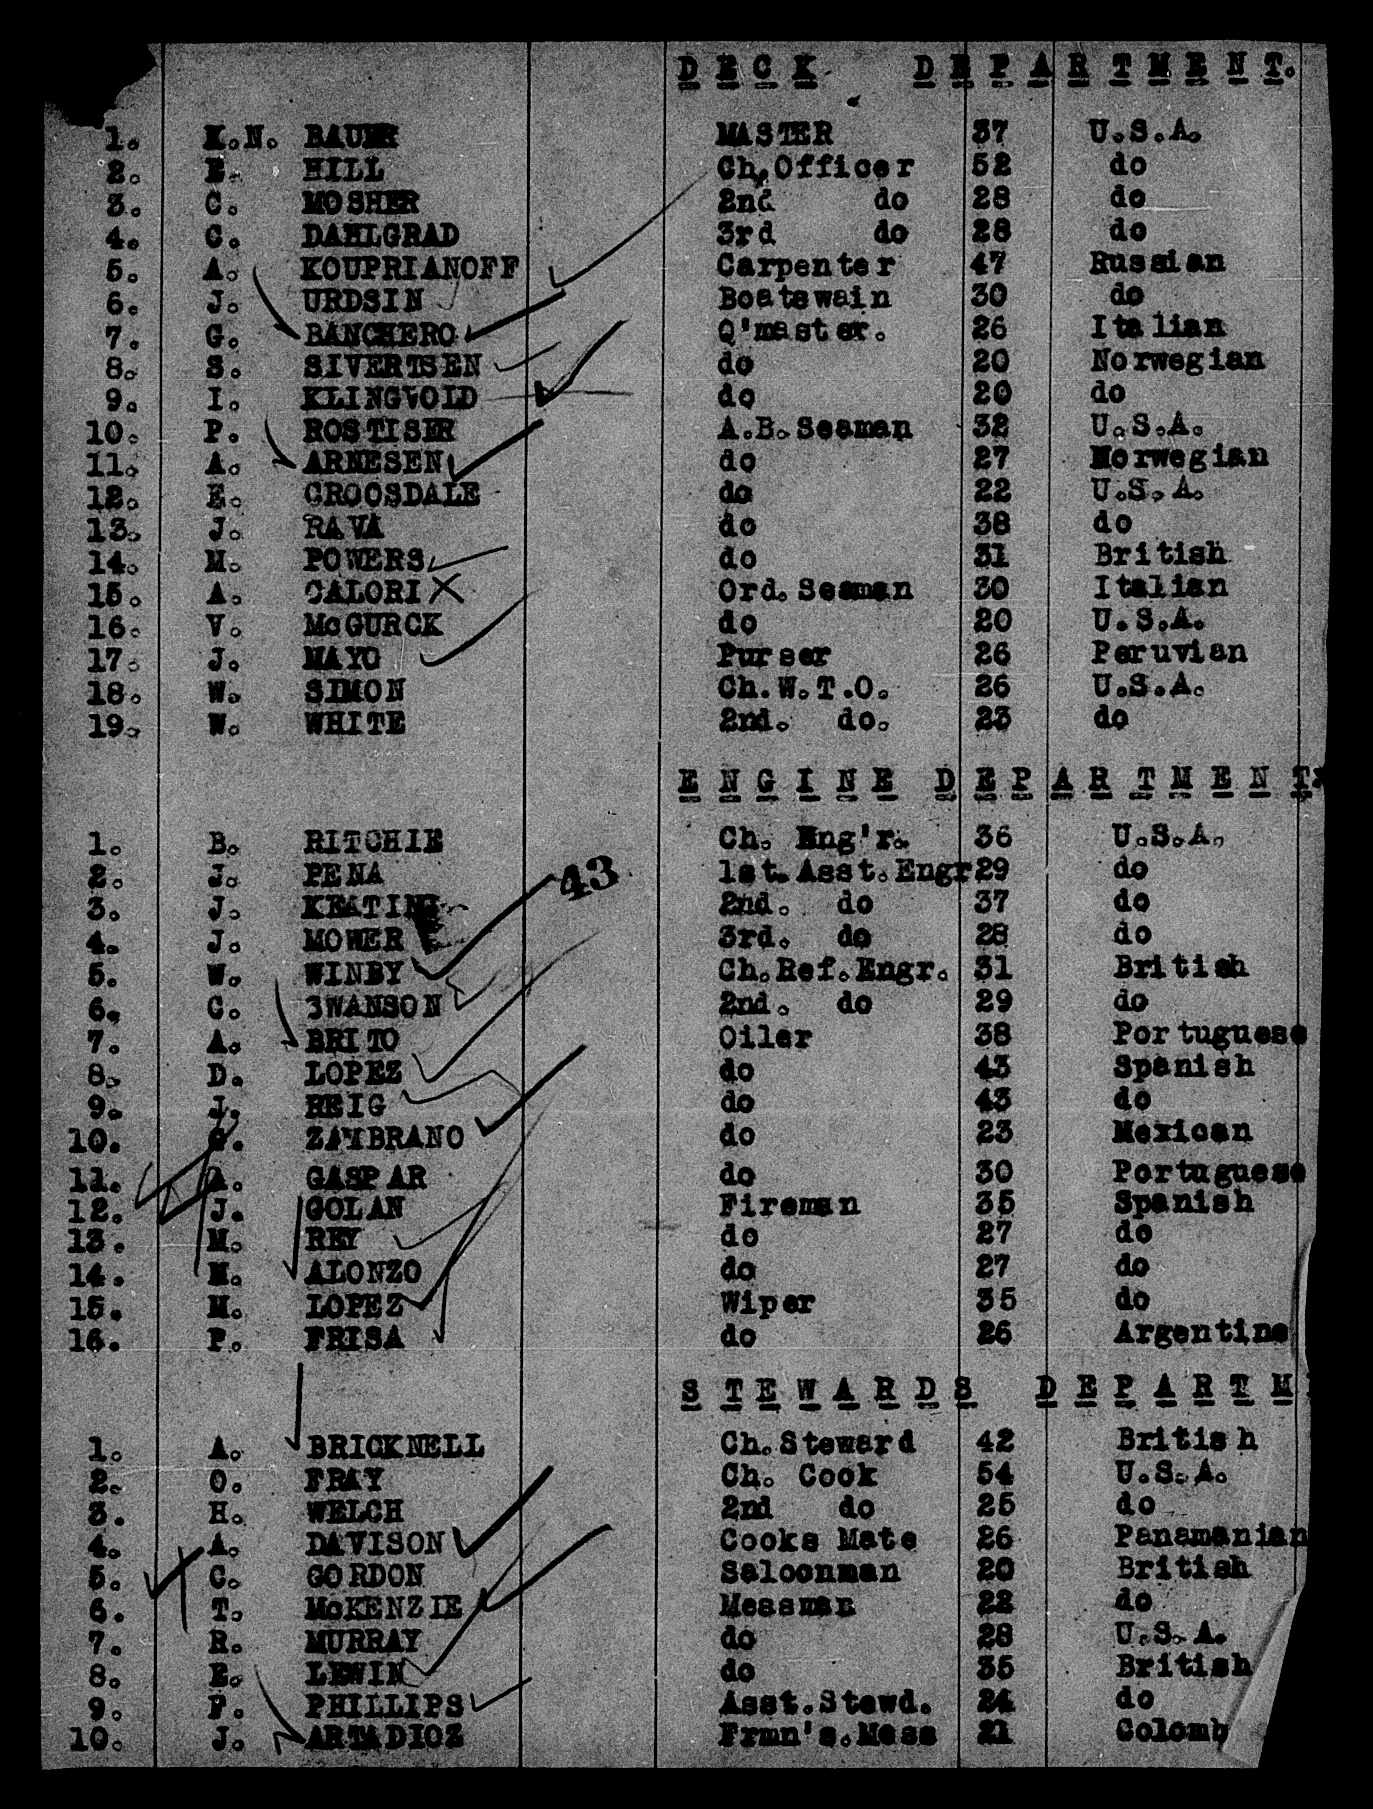 DECK DEPARTMENT.
1. K.N. BAUER MASTER 37 U.S.A.
2. E. HILL Ch.Officer 52 do
3. C. MOSHER 2nd do 28 do
4. G. DAHLGRAD 3rd do 28 do
5. A. KOUPRIANOFF Carpenter 47 Russian
6. J. URDSIN Boatswain 30 do
7. G. BANCHERO Q'master. 26 Italian
8. S. SIVERTSEN do 20 Norwegian
9. I. KLINGVOLD do 20 do
10. P. ROSTISER A.B.Seaman 32 U.S.A.
11. A. ARNESEN do 27 Norwegian
12. E. CROOSDALE do 22 U.S.A.
13. J. RAVA do 38 do
14. M. POWERS do 31 British
15. A. CALORI Ord.Seaman 30 Italian
16. V. McGURCK do 20 U.S.A.
17. J. MAYO Purser 26 Peruvian
18. W. SIMON Ch.W.T.O. 26 U.S.A.
19. W. WHITE 2nd. do. 23 do
ENGINE DEPARTMENT.
1. B. RITCHIE Ch. Eng'r. 36 U.S.A.
2. J. PENA 1st.Asst.Engr 29 do
43
3. J. KEATING 2nd. do 37 do
4. J. MOWER 3rd. do 28 do
5. W. WINBY Ch.Ref.Engr. 31 British
6. C. SWANSON 2nd. do 29 do
7. A. BRITO Oiler 38 Portuguese
8. D. LOPEZ do 43 Spanish
9. J. REIG do 43 do
10. G. ZAMBRANO do 23 Mexican
11. A. GASPAR do 30 Portuguese
12. J. GOLAN Fireman 35 Spanish
13. M. REY do 27 do
14. M. ALONZO do 27 do
15. M. LOPEZ Wiper 35 do
16. P. FRISA do 26 Argentine
STEWARDS DEPARTM
1. A. BRICKNELL Ch.Steward 42 British
2. O. FRAY Ch. Cook 54 U.S.A.
3. H. WELCH 2nd do 25 do
4. A. DAVISON Cooks Mate 26 Panamanian
5. C. GORDON Saloonman 20 British
6. T. McKENZIE Messman 22 do
7. R. MURRAY do 28 U.S.A.
8. E. LEWIN do 35 British
9. F. PHILLIPS Asst.Stewd. 24 do
10. J. ARTADIOZ Frmn's.Mess 21 Colomb